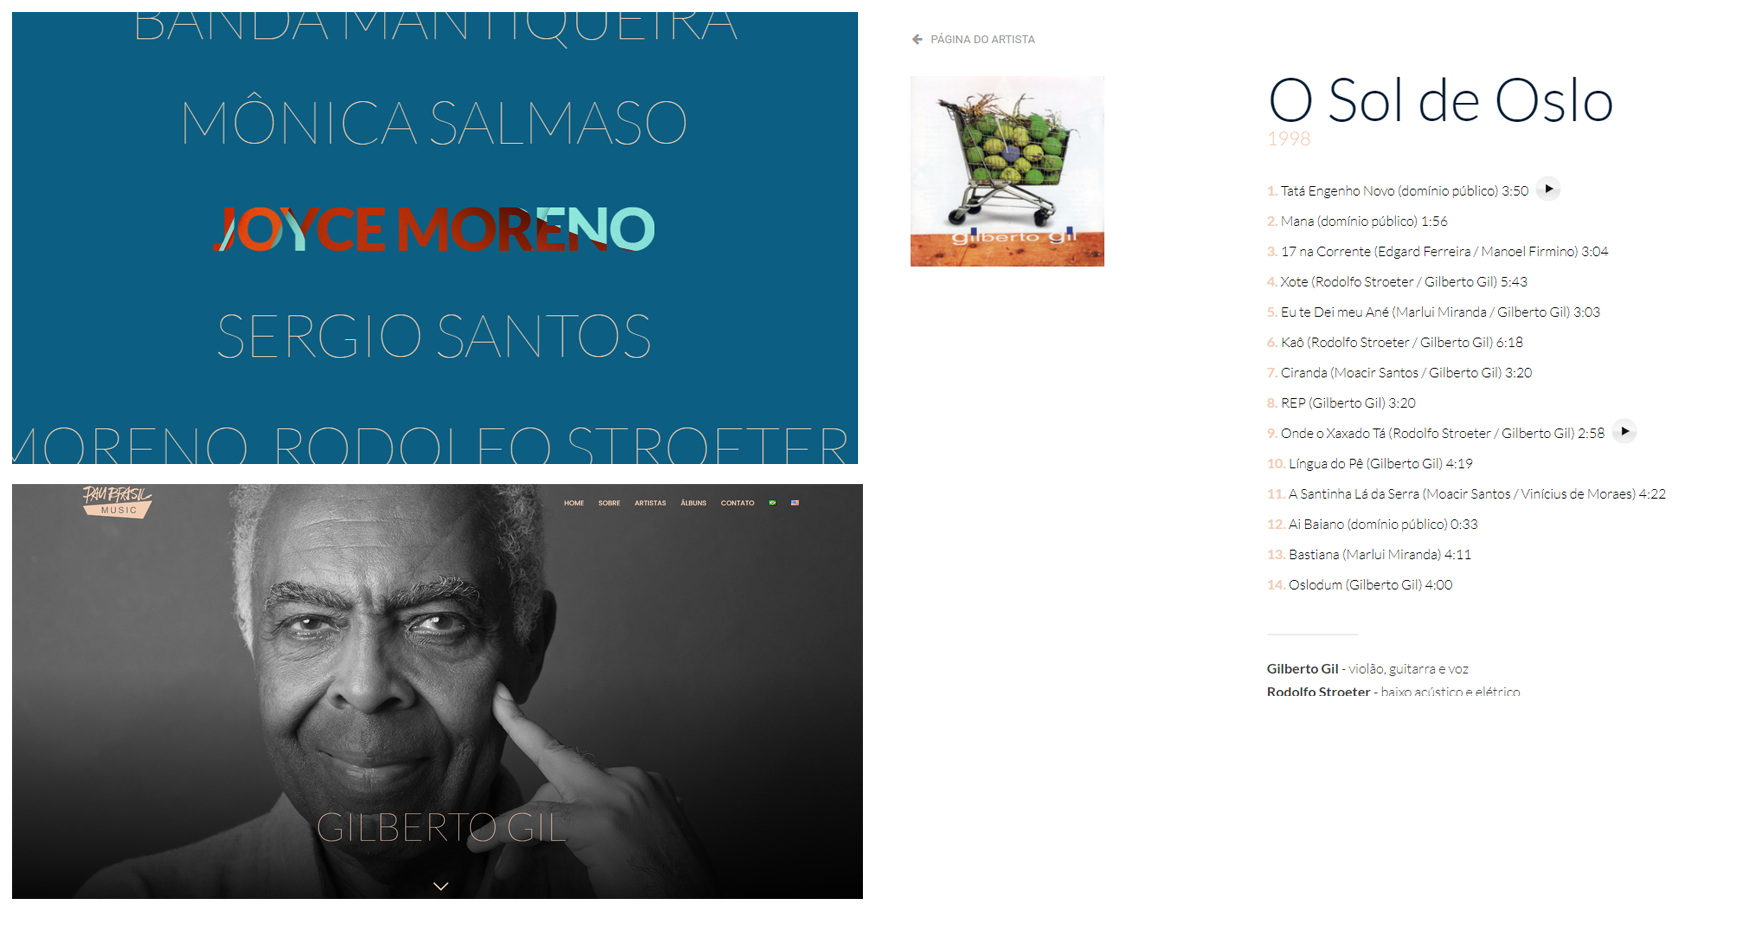 BANDA MANTIQUEIRA
MÔNICA SALMASO
JOYCE MORENO
SERGIO SANTOS
MORENO, RODOLFO STROETER
PAU BRASIL
MUSIC
HOME SOBRE ARTISTAS ÁLBUNS CONTATO
GILBERTO GIL
PÁGINA DO ARTISTA
gilberto gil
O Sol de Oslo
1998
1. Tatá Engenho Novo (domínio público) 3:50
2. Mana (domínio público) 1:56
3. 17 na Corrente (Edgard Ferreira / Manoel Firmino) 3:04
4. Xote (Rodolfo Stroeter / Gilberto Gil) 5:43
5. Eu te Dei meu Ané (Marlui Miranda / Gilberto Gil) 3:03
6. Kaô (Rodolfo Stroeter / Gilberto Gil) 6:18
7. Ciranda (Moacir Santos / Gilberto Gil) 3:20
8. REP (Gilberto Gil) 3:20
9. Onde o Xaxado Tá (Rodolfo Stroeter / Gilberto Gil) 2:58
10. Língua do Pê (Gilberto Gil) 4:19
11. A Santinha Lá da Serra (Moacir Santos / Vinícius de Moraes) 4:22
12. Ai Baiano (domínio público) 0:33
13. Bastiana (Marlui Miranda) 4:11
14. Oslodum (Gilberto Gil) 4:00
Gilberto Gil - violão, guitarra e voz
Rodolfo Stroeter - baixo acústico e elétrico